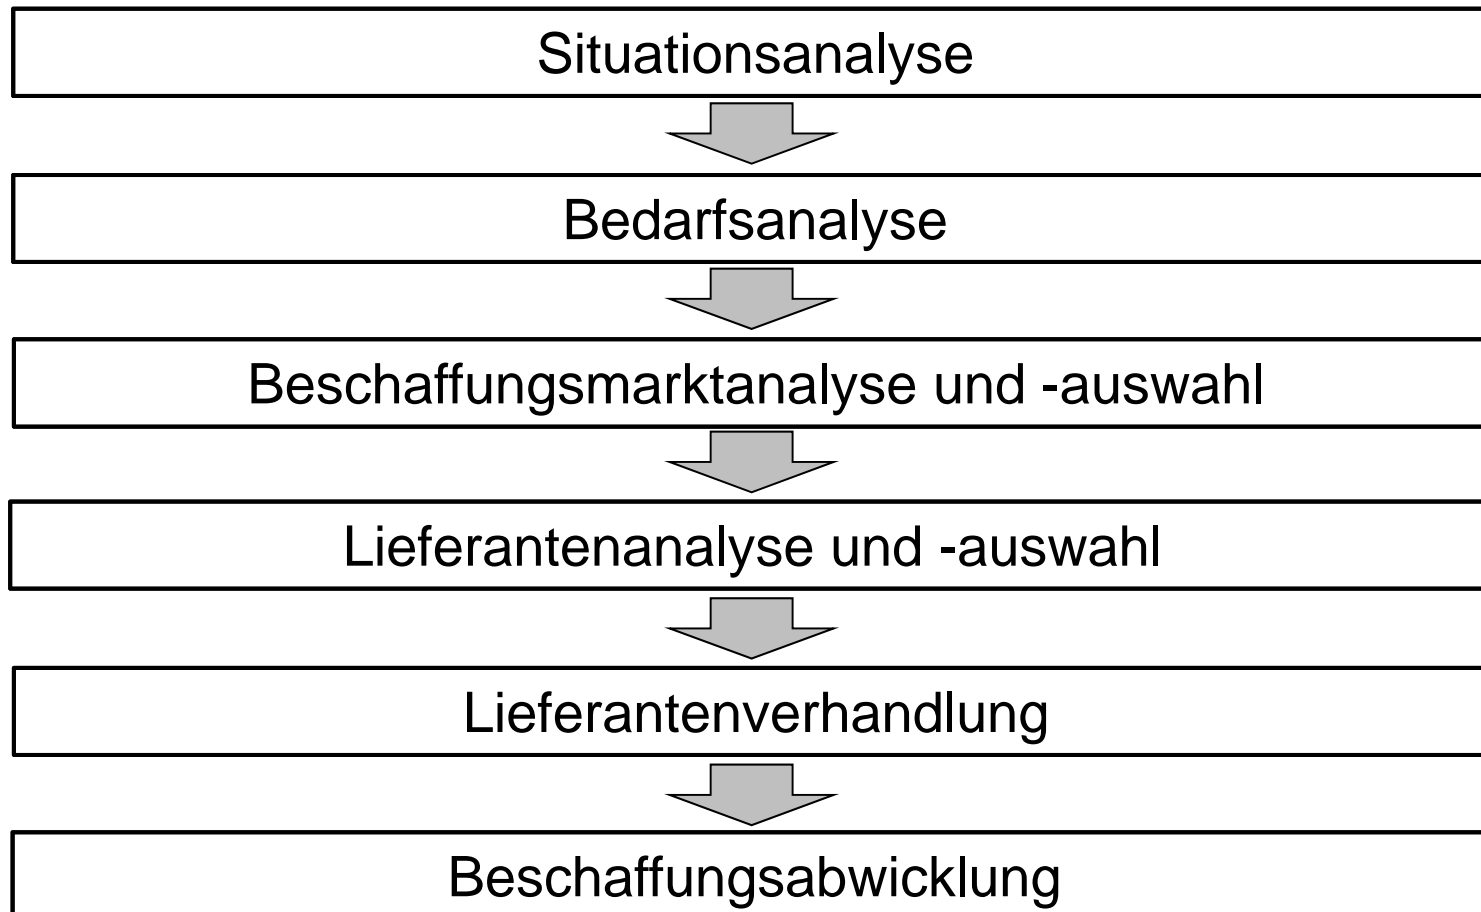 Situationsanalyse
Bedarfsanalyse
Beschaffungsmarktanalyse und -auswahl
Lieferantenanalyse und -auswahl
Lieferantenverhandlung
Beschaffungsabwicklung